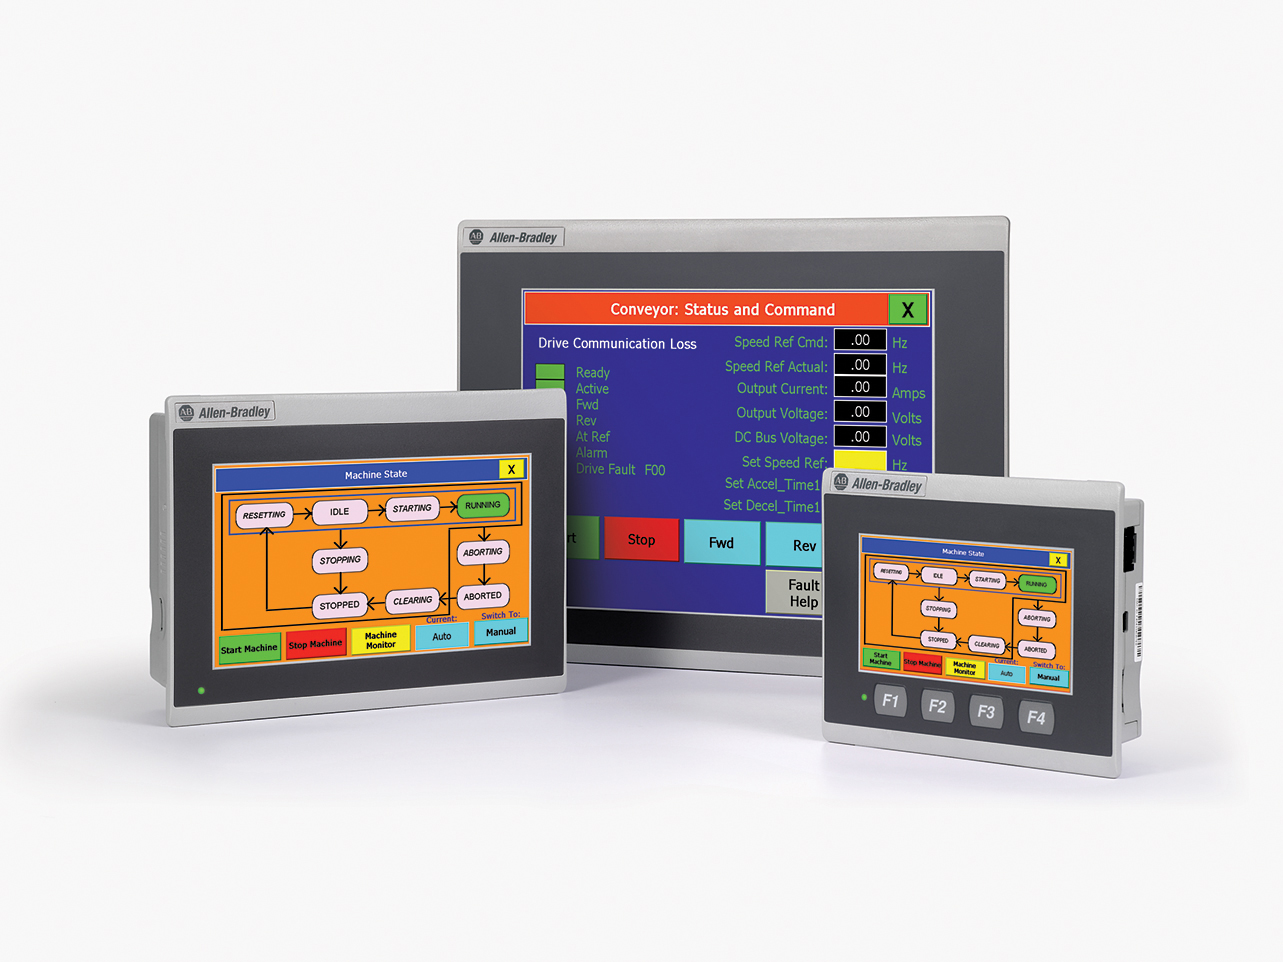 AB Allen-Bradley
Conveyor: Status and Command X
Drive Communication Loss
Ready
Active
Fwd
Rev
At Ref
Alarm
Drive Fault F00
Speed Ref Cmd: .00 Hz
Speed Ref Actual: .00 Hz
Output Current: .00 Amps
Output Voltage: .00 Volts
DC Bus Voltage: .00 Volts
Set Speed Ref: Hz
Set Accel_Time1
Set Decel_Time1
rt Stop Fwd Rev
Fault
Help
AB Allen-Bradley
Machine State X
RESETTING IDLE STARTING RUNNING
STOPPING ABORTING
STOPPED CLEARING ABORTED
Current: Switch To:
Start Machine Stop Machine Machine
Monitor Auto Manual
AB Allen-Bradley
Machine State X
RESETTING IDLE STARTING RUNNING
STOPPING ABORTING
STOPPED CLEARING ABORTED
Current: Switch To:
Start
Machine Stop Machine Machine
Monitor Auto Manual
F1 F2 F3 F4